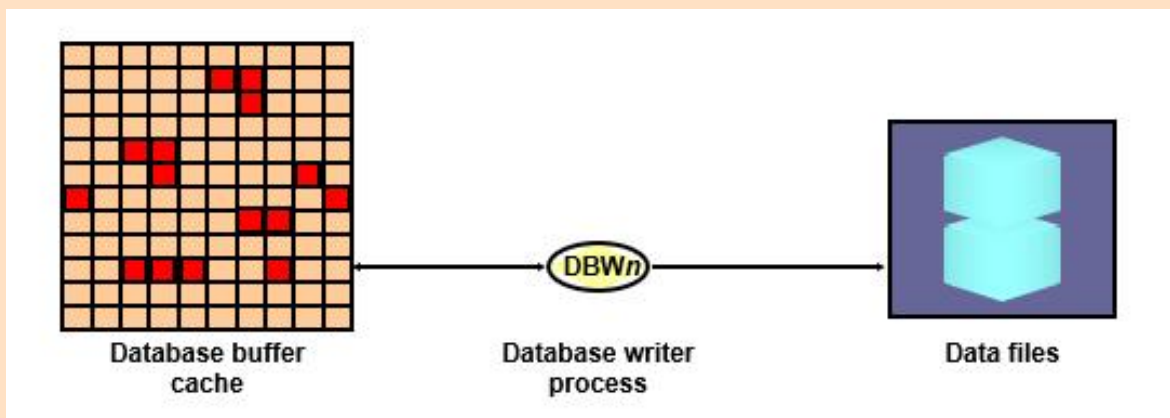 DBWn
Database buffer
cache
Database writer
process
Data files